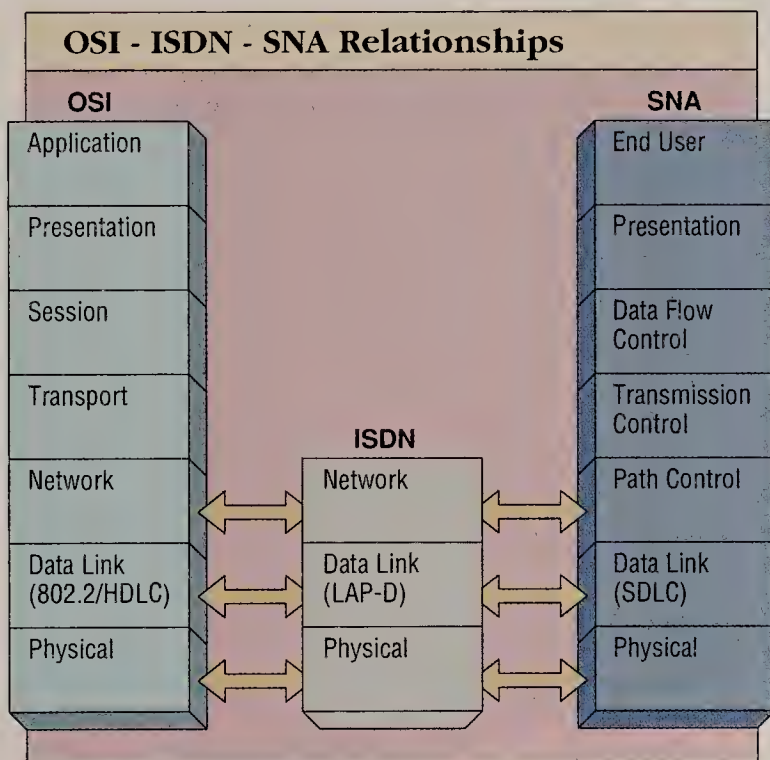 OSI - ISDN - SNA Relationships
OSI
Application
Presentation
Session
Transport
Network
Data Link
(802.2/HDLC)
Physical
ISDN
Network
Data Link
(LAP-D)
Physical
SNA
End User
Presentation
Data Flow
Control
Transmission
Control
Path Control
Data Link
(SDLC)
Physical